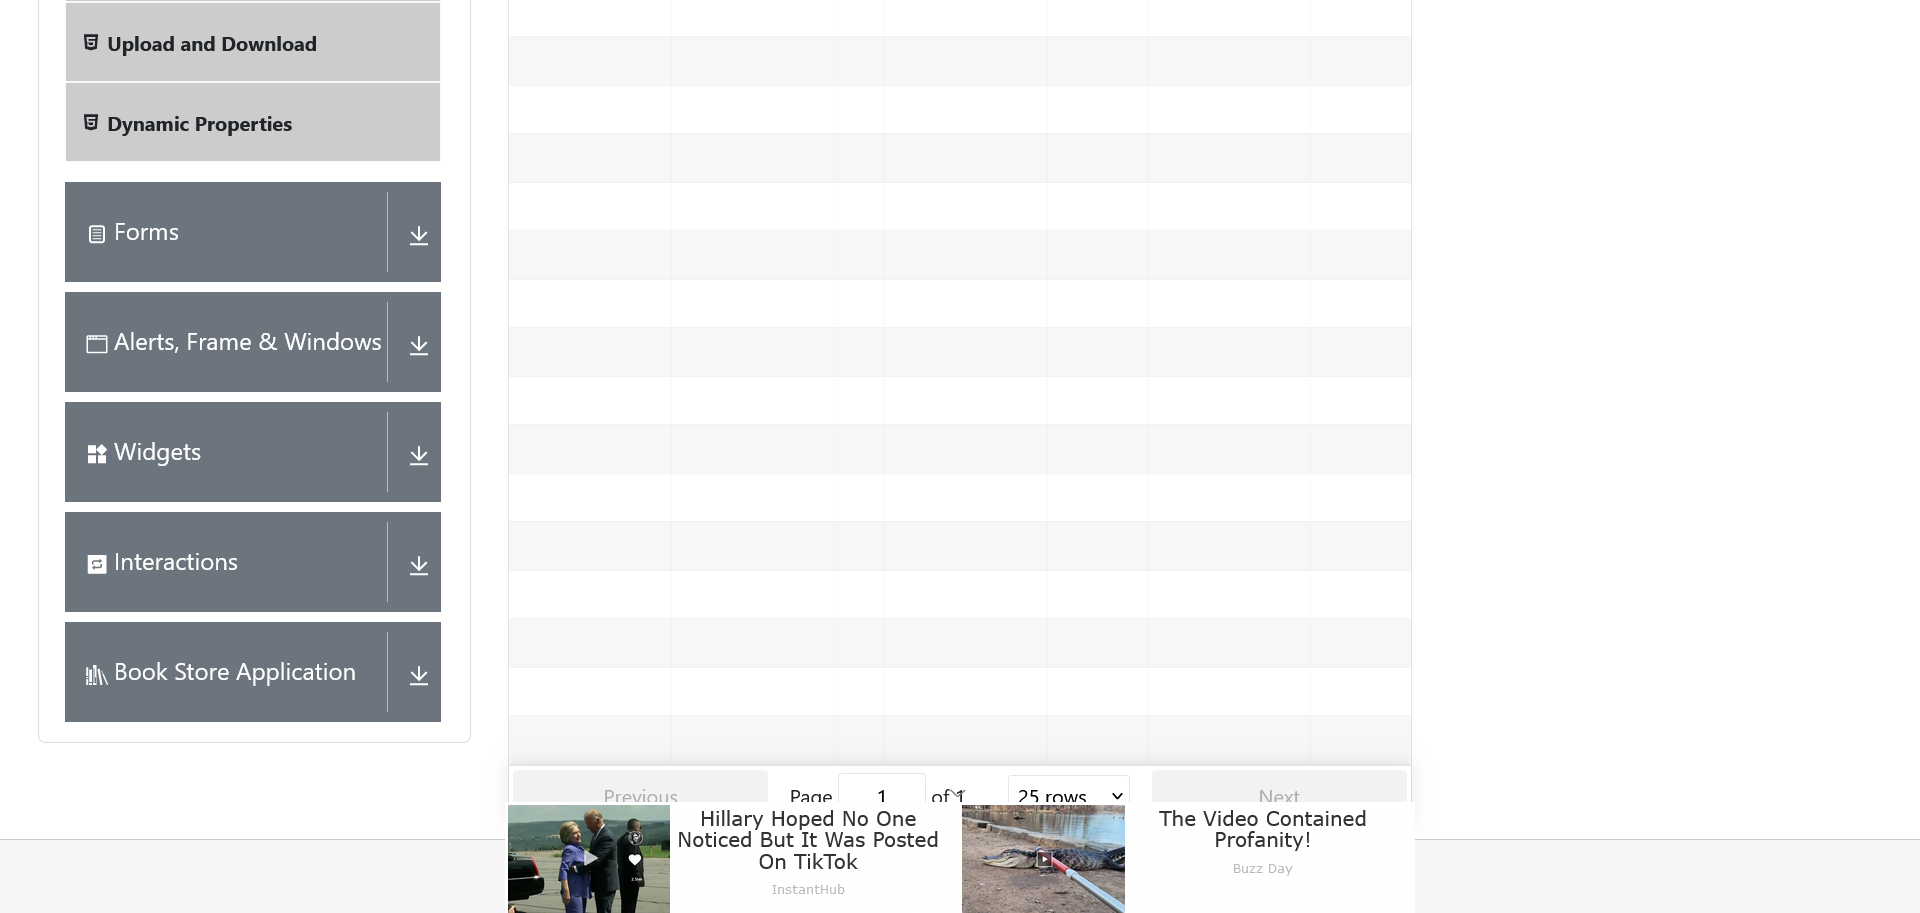 Upload and Download
Dynamic Properties
Forms
Alerts, Frame & Windows
Widgets
Interactions
Book Store Application
Previous
Page 1 of 1
25 rows
Next
Hillary Hoped No One
Noticed But It Was Posted
On TikTok
InstantHub
The Video Contained
Profanity!
Buzz Day